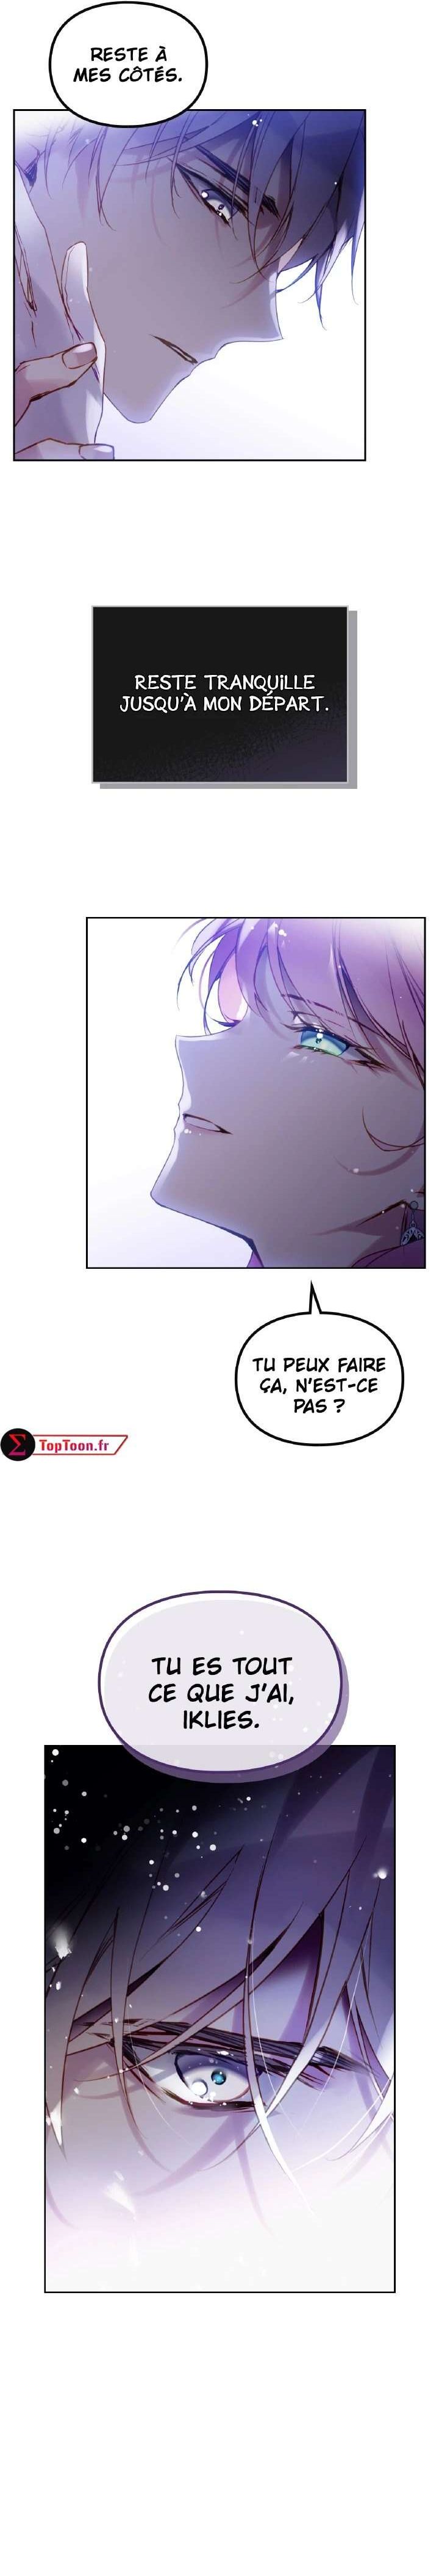 RESTE À
MES CÔTÉS.
RESTE TRANQUILLE
JUSQU'À MON DÉPART.
TU PEUX FAIRE
ÇA, N'EST-CE
PAS ?
TopToon.fr
TU ES TOUT
CE QUE J'AI,
IKLIES.